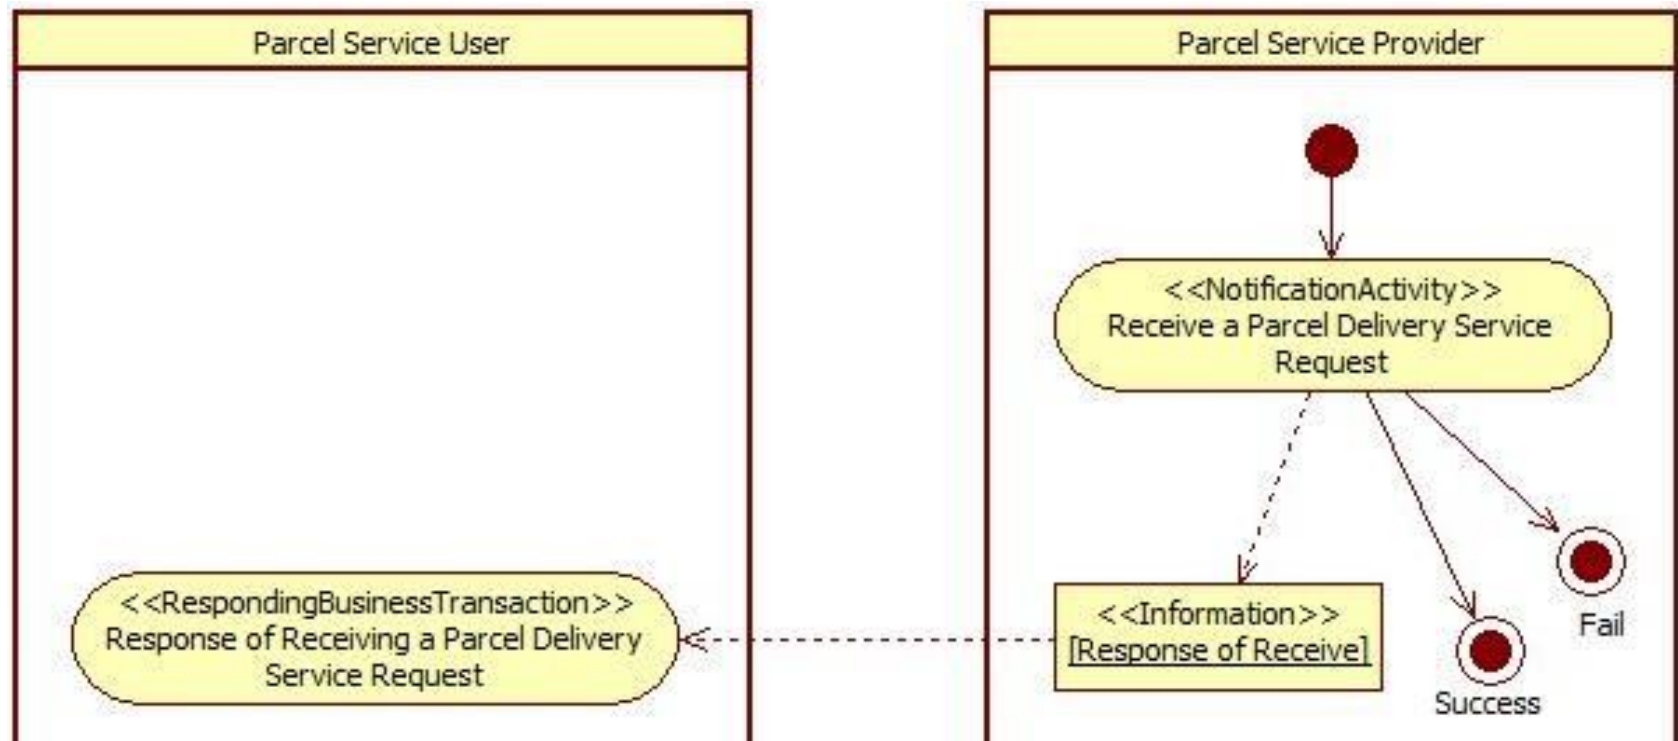 Parcel Service User
Parcel Service Provider
<<NotificationActivity>>
Receive a Parcel Delivery Service
Request
<<RespondingBusinessTransaction>>
Response of Receiving a Parcel Delivery
Service Request
<<Information>>
[Response of Receive]
Fail
Success